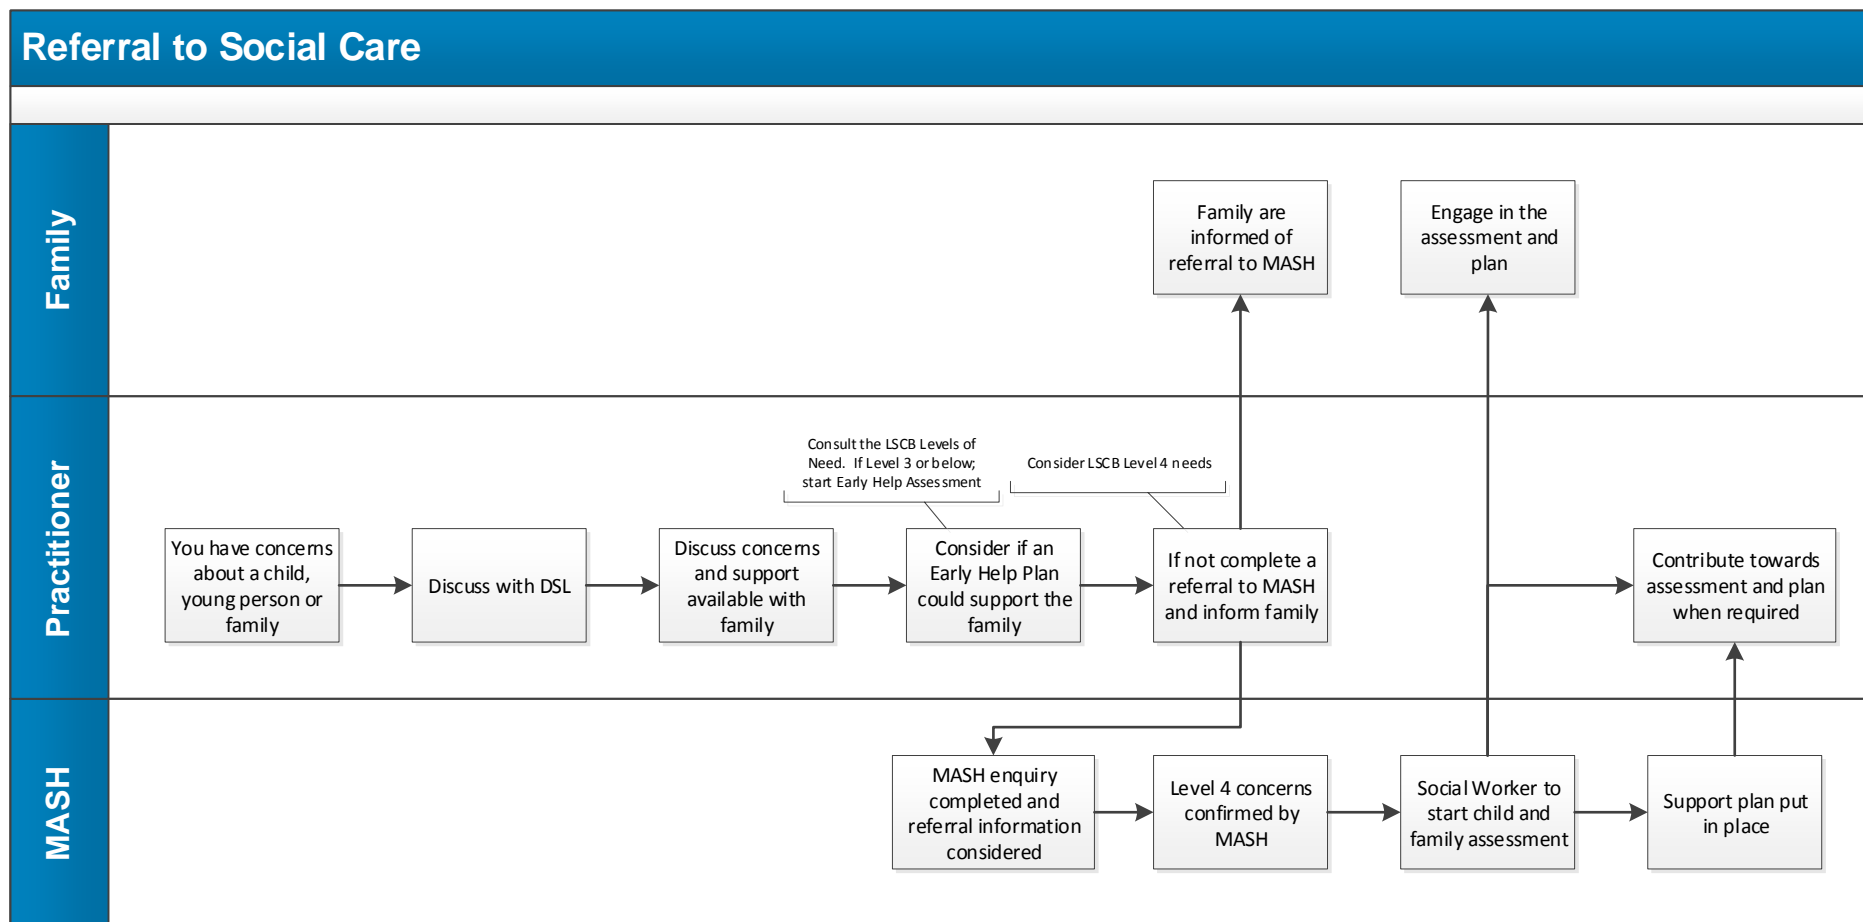 Referral to Social Care
Family
Family are
informed of
referral to MASH
Engage in the
assessment and
plan
Practitioner
Consult the LSCB Levels of
Need. If Level 3 or below;
start Early Help Assessment
Consider LSCB Level 4 needs
You have concerns
about a child,
young person or
family
Discuss with DSL
Discuss concerns
and support
available with
family
Consider if an
Early Help Plan
could support the
family
If not complete a
referral to MASH
and inform family
Contribute towards
assessment and plan
when required
MASH
MASH enquiry
completed and
referral information
considered
Level 4 concerns
confirmed by
MASH
Social Worker to
start child and
family assessment
Support plan put
in place